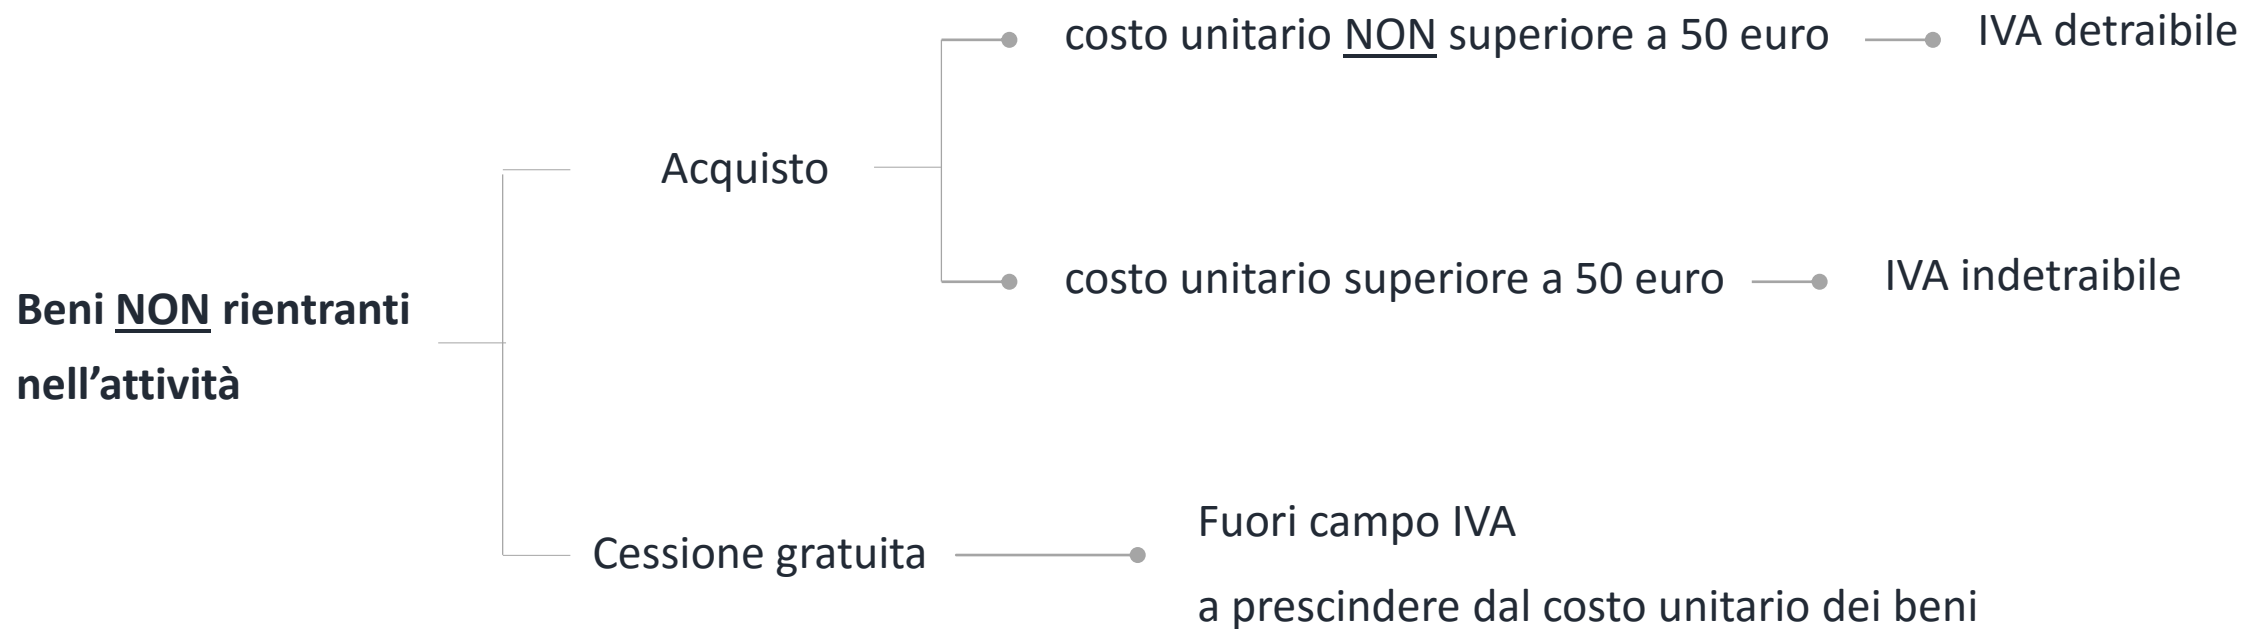 costo unitario NON superiore a 50 euro
IVA detraibile
Acquisto
costo unitario superiore a 50 euro
IVA indetraibile
Beni NON rientranti
nell’attività
Cessione gratuita
Fuori campo IVA
a prescindere dal costo unitario dei beni